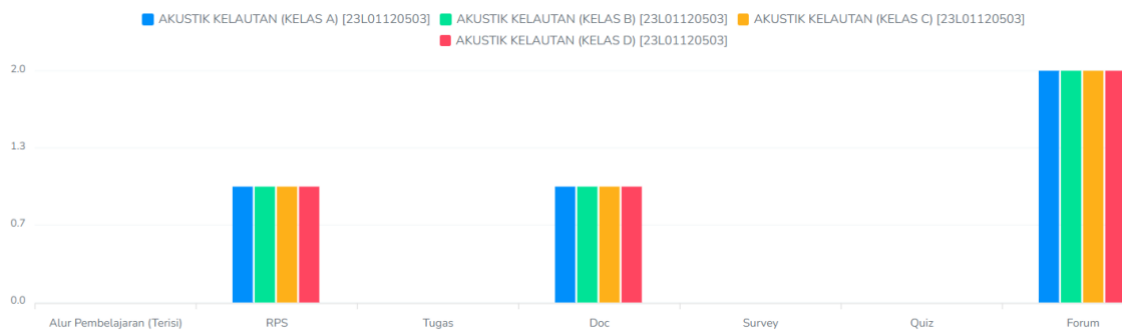 AKUSTIK KELAUTAN (KELAS A) [23L01120503] AKUSTIK KELAUTAN (KELAS B) [23L01120503] AKUSTIK KELAUTAN (KELAS C) [23L01120503]
AKUSTIK KELAUTAN (KELAS D) [23L01120503]
2.0
1.3
0.7
0.0
Alur Pembelajaran (Terisi) RPS Tugas Doc Survey Quiz Forum